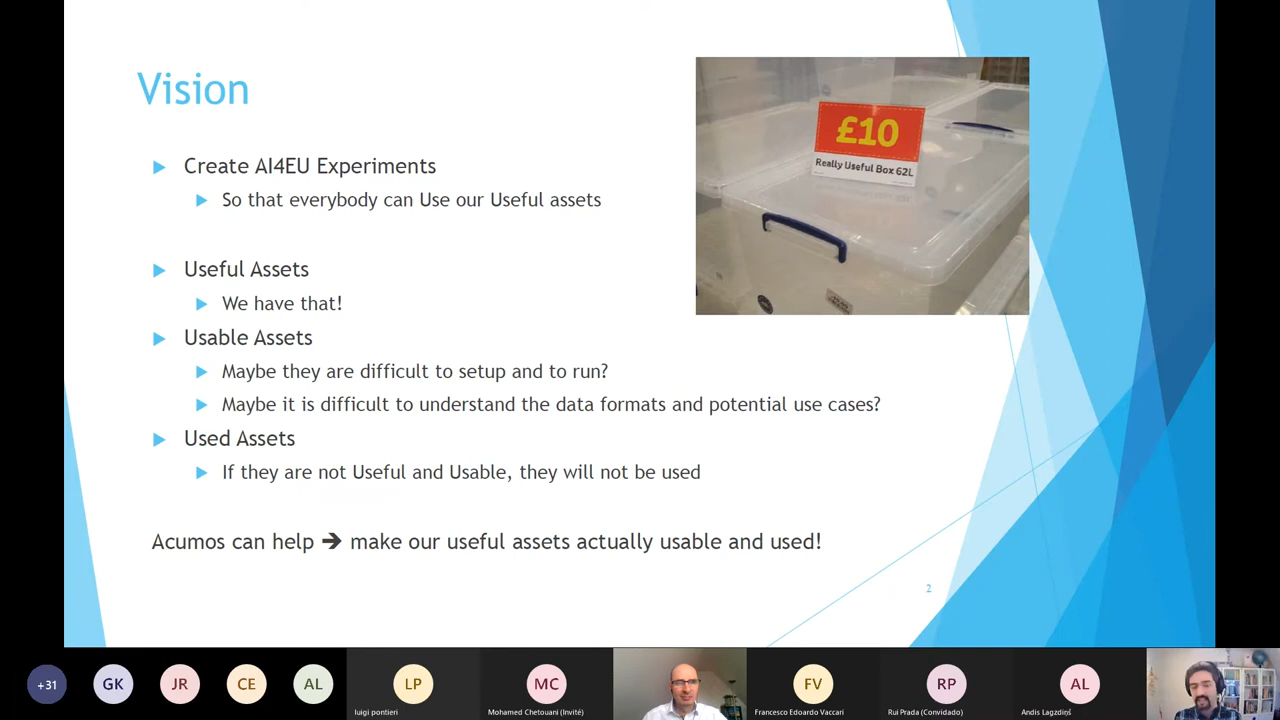 Vision
Create AI4EU Experiments
So that everybody can Use our Useful assets
£10
Really Useful Box 62L
Useful Assets
We have that!
Usable Assets
Maybe they are difficult to setup and to run?
Maybe it is difficult to understand the data formats and potential use cases?
Used Assets
If they are not Useful and Usable, they will not be used
Acumos can help ➔ make our useful assets actually usable and used!
2
+31
GK
JR
CE
AL
LP
luigi pontieri
MC
Mohamed Chetouani (Invité)
FV
Francesco Edoardo Vaccari
RP
Rui Prada (Convidado)
AL
Andis Lagzdiņš